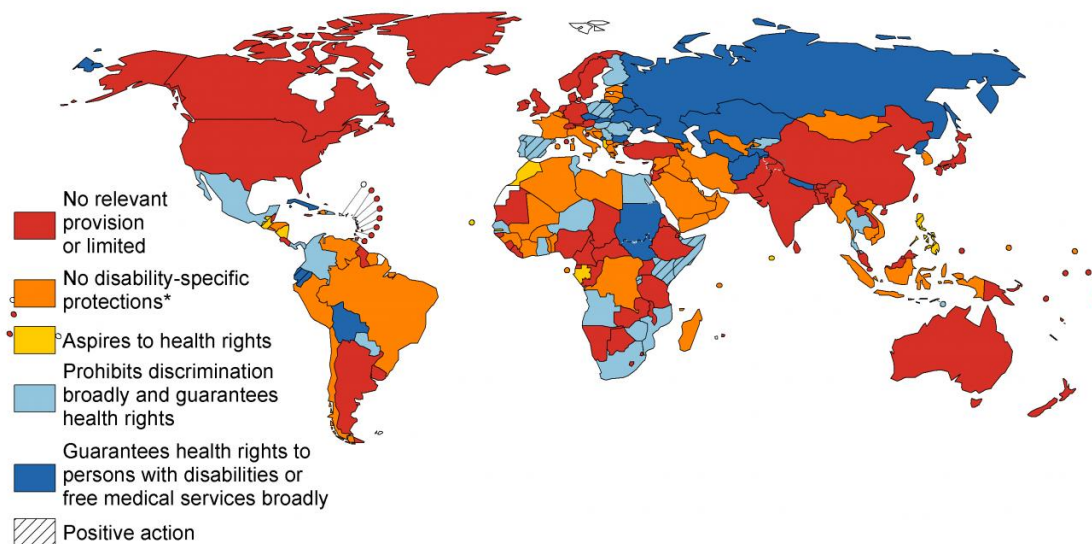 No relevant
provision
or limited
No disability-specific
protections*
Aspires to health rights
Prohibits discrimination
broadly and guarantees
health rights
Guarantees health rights to
persons with disabilities or
free medical services broadly
Positive action